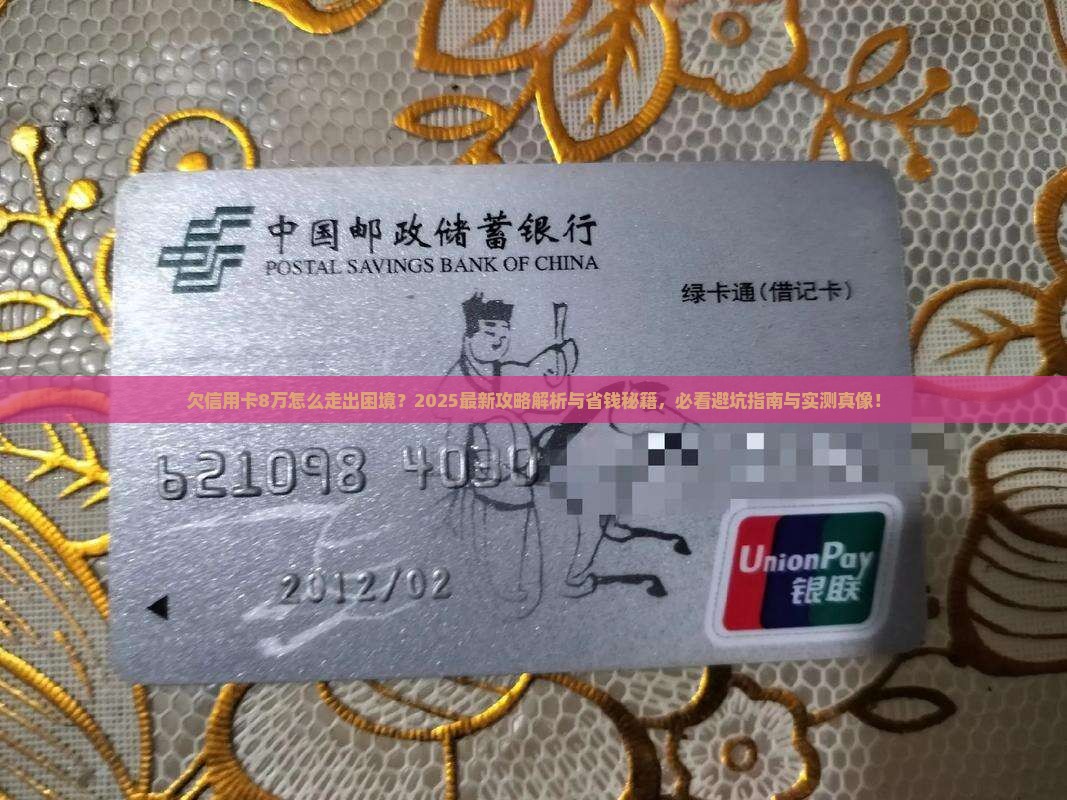 中国邮政储蓄银行
POSTAL SAVINGS BANK OF CHINA
绿卡通(借记卡)
欠信用卡8万怎么走出困境？2025最新攻略解析与省钱秘籍，必看避坑指南与实测真像！
621098 4030
2012/02
UnionPay
银联